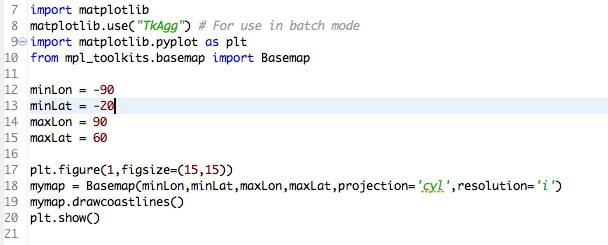 7 import matplotlib
8 matplotlib.use("TkAgg") # For use in batch mode
9 import matplotlib.pyplot as plt
10 from mpl_toolkits.basemap import Basemap
11
12 minLon = -90
13 minLat = -20
14 maxLon = 90
15 maxLat = 60
16
17 plt.figure(1,figsize=(15,15))
18 mymap = Basemap(minLon,minLat,maxLon,maxLat,projection='cyl',resolution='i')
19 mymap.drawcoastlines()
20 plt.show()
21